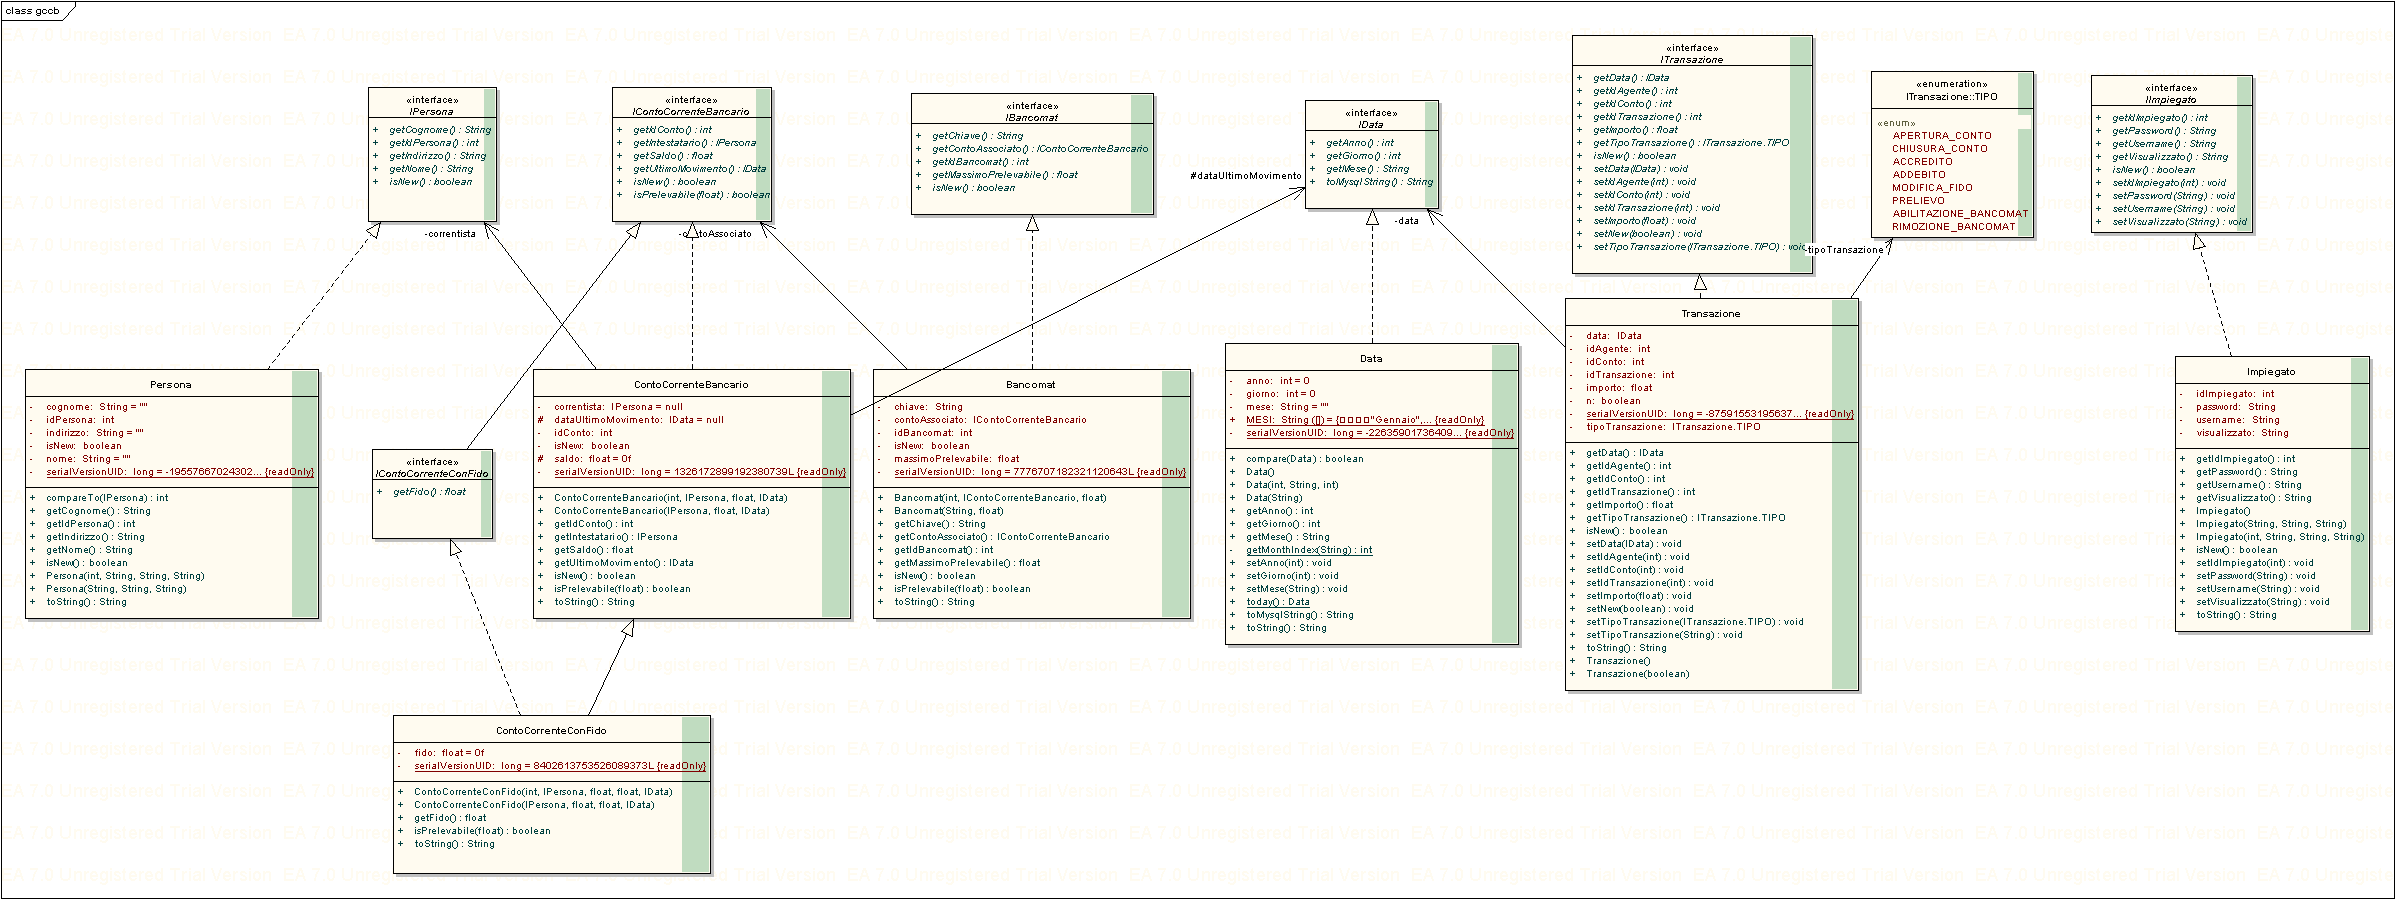 class gccb
«interface»
IPersona
+ getCognome() : String
+ getIdPersona() : int
+ getIndirizzo() : String
+ getNome() : String
+ isNew() : boolean
«interface»
IContoCorrenteBancario
+ getIdConto() : int
+ getIntestatario() : IPersona
+ getSaldo() : float
+ getUltimoMovimento() : IData
+ isNew() : boolean
+ isPrelevabile(float) : boolean
«interface»
IBancomat
+ getChiave() : String
+ getContoAssociato() : IContoCorrenteBancario
+ getIdBancomat() : int
+ getMassimoPrelevabile() : float
+ isNew() : boolean
«interface»
IData
+ getAnno() : int
+ getGiorno() : int
+ getMese() : String
+ toMysqlString() : String
«interface»
ITransazione
+ getData() : IData
+ getIdAgente() : int
+ getIdConto() : int
+ getIdTransazione() : int
+ getImporto() : float
+ getTipoTransazione() : ITransazione.TIPO
+ isNew() : boolean
+ setData(IData) : void
+ setIdAgente(int) : void
+ setIdConto(int) : void
+ setIdTransazione(int) : void
+ setImporto(float) : void
+ setNew(boolean) : void
+ setTipoTransazione(ITransazione.TIPO) : void
«enumeration»
ITransazione::TIPO
«enum»
APERTURA_CONTO
CHIUSURA_CONTO
ACCREDITO
ADDEBITO
MODIFICA_FIDO
PRELIEVO
ABILITAZIONE_BANCOMAT
RIMOZIONE_BANCOMAT
«interface»
IImpiegato
+ getIdImpiegato() : int
+ getPassword() : String
+ getUsername() : String
+ getVisualizzato() : String
+ isNew() : boolean
+ setIdImpiegato(int) : void
+ setPassword(String) : void
+ setUsername(String) : void
+ setVisualizzato(String) : void
-correntista
-contoAssociato
#dataUltimoMovimento
-data
-tipoTransazione
Persona
- cognome: String = ""
- idPersona: int
- indirizzo: String = ""
- isNew: boolean
- nome: String = ""
- serialVersionUID: long = -19557667024302... {readOnly}
+ compareTo(IPersona) : int
+ getCognome() : String
+ getIdPersona() : int
+ getIndirizzo() : String
+ getNome() : String
+ isNew() : boolean
+ Persona(int, String, String, String)
+ Persona(String, String, String)
+ toString() : String
«interface»
IContoCorrenteConFido
+ getFido() : float
ContoCorrenteBancario
- correntista: IPersona = null
# dataUltimoMovimento: IData = null
- idConto: int
- isNew: boolean
# saldo: float = 0f
- serialVersionUID: long = 1326172899192380739L {readOnly}
+ ContoCorrenteBancario(int, IPersona, float, IData)
+ ContoCorrenteBancario(IPersona, float, IData)
+ getIdConto() : int
+ getIntestatario() : IPersona
+ getSaldo() : float
+ getUltimoMovimento() : IData
+ isNew() : boolean
+ isPrelevabile(float) : boolean
+ toString() : String
Bancomat
- chiave: String
- contoAssociato: IContoCorrenteBancario
- idBancomat: int
- isNew: boolean
- massimoPrelevabile: float
- serialVersionUID: long = 7776707182321120643L {readOnly}
+ Bancomat(int, IContoCorrenteBancario, float)
+ Bancomat(String, float)
+ getChiave() : String
+ getContoAssociato() : IContoCorrenteBancario
+ getIdBancomat() : int
+ getMassimoPrelevabile() : float
+ isNew() : boolean
+ isPrelevabile(float) : boolean
+ toString() : String
Data
- anno: int = 0
- giorno: int = 0
- mese: String = ""
+ MESI: String ([]) = {□□□□"Gennaio",... {readOnly}
- serialVersionUID: long = -22635901736409... {readOnly}
+ compare(Data) : boolean
+ Data()
+ Data(int, String, int)
+ Data(String)
+ getAnno() : int
+ getGiorno() : int
+ getMese() : String
- getMonthIndex(String) : int
+ setAnno(int) : void
+ setGiorno(int) : void
+ setMese(String) : void
+ today() : Data
+ toMysqlString() : String
+ toString() : String
Transazione
- data: IData
- idAgente: int
- idConto: int
- idTransazione: int
- importo: float
- n: boolean
- serialVersionUID: long = -87591553195637... {readOnly}
- tipoTransazione: ITransazione.TIPO
+ getData() : IData
+ getIdAgente() : int
+ getIdConto() : int
+ getIdTransazione() : int
+ getImporto() : float
+ getTipoTransazione() : ITransazione.TIPO
+ isNew() : boolean
+ setData(IData) : void
+ setIdAgente(int) : void
+ setIdConto(int) : void
+ setIdTransazione(int) : void
+ setImporto(float) : void
+ setNew(boolean) : void
+ setTipoTransazione(ITransazione.TIPO) : void
+ setTipoTransazione(String) : void
+ toString() : String
+ Transazione()
+ Transazione(boolean)
Impiegato
- idImpiegato: int
- password: String
- username: String
- visualizzato: String
+ getIdImpiegato() : int
+ getPassword() : String
+ getUsername() : String
+ getVisualizzato() : String
+ Impiegato()
+ Impiegato(String, String, String)
+ Impiegato(int, String, String, String)
+ isNew() : boolean
+ setIdImpiegato(int) : void
+ setPassword(String) : void
+ setUsername(String) : void
+ setVisualizzato(String) : void
+ toString() : String
ContoCorrenteConFido
- fido: float = 0f
- serialVersionUID: long = 8402613753526089373L {readOnly}
+ ContoCorrenteConFido(int, IPersona, float, float, IData)
+ ContoCorrenteConFido(IPersona, float, float, IData)
+ getFido() : float
+ isPrelevabile(float) : boolean
+ toString() : String